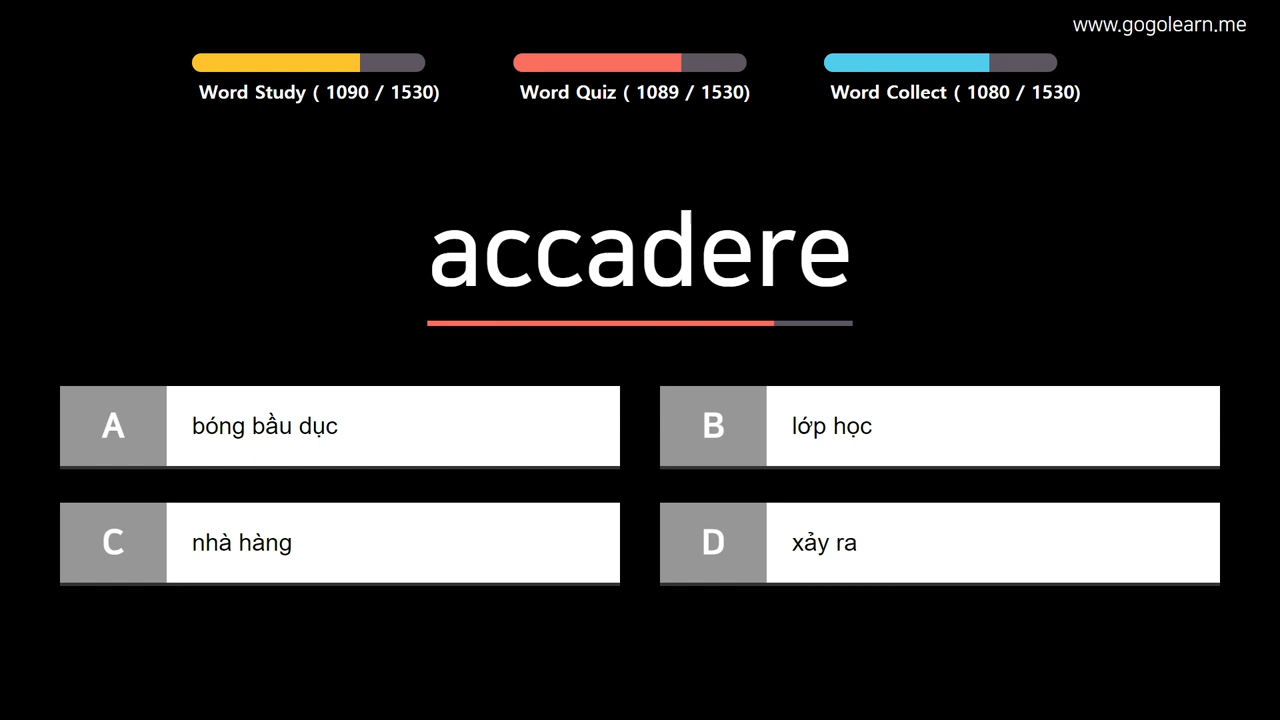 www.gogolearn.me
Word Study ( 1090 / 1530)
Word Quiz ( 1089 / 1530)
Word Collect ( 1080 / 1530)
accadere
A bóng bầu dục
B lớp học
C nhà hàng
D xảy ra